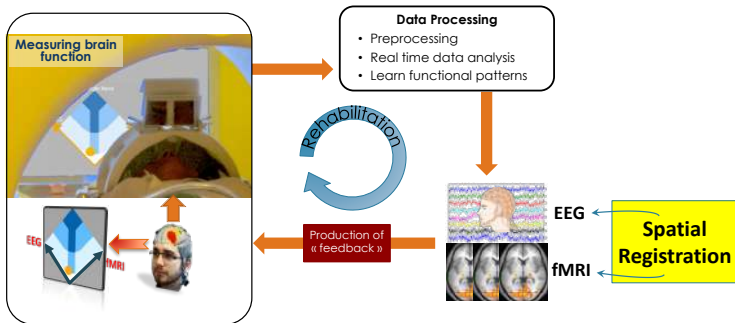 Measuring brain
function
EEG
fMRI
Data Processing
• Preprocessing
• Real time data analysis
• Learn functional patterns
Rehabilitation
Production of
« feedback »
EEG
fMRI
Spatial
Registration